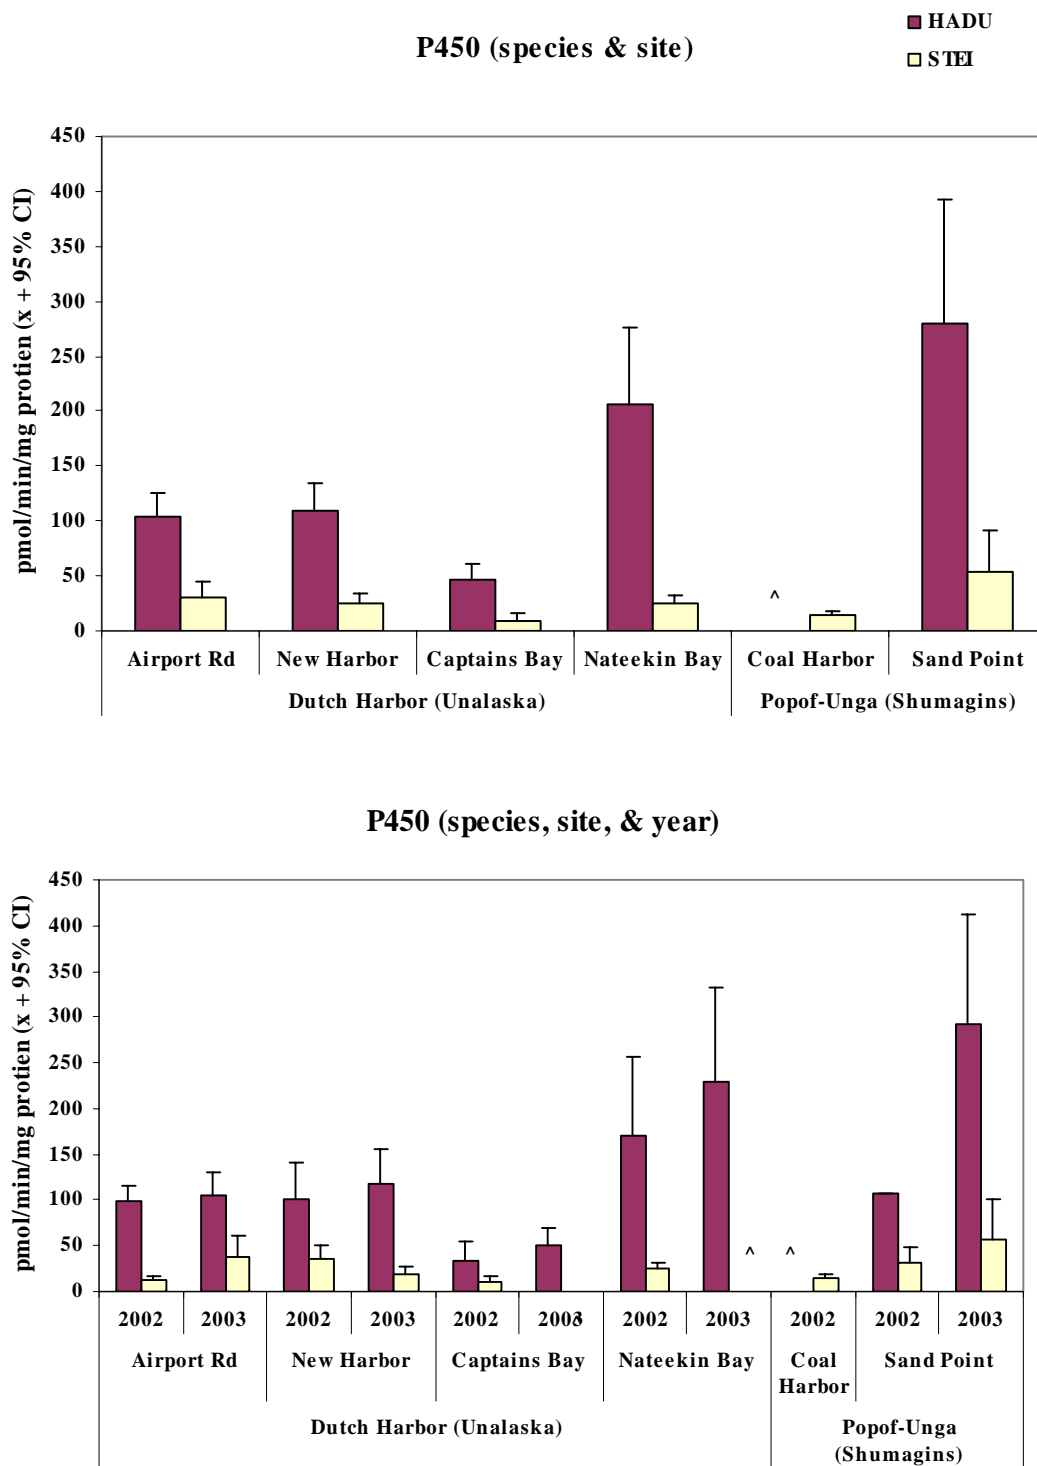 HADU
P450 (species & site)
STEI
450
400
350
300
250
200
150
100
50
0
pmol/min/mg protien (x + 95% CI)
^
Airport Rd New Harbor Captains Bay Nateekin Bay Coal Harbor Sand Point
Dutch Harbor (Unalaska) Popof-Unga (Shumagins)
P450 (species, site, & year)
450
400
350
300
250
200
150
100
50
0
pmol/min/mg protien (x + 95% CI)
^ ^
2002 2003 2002 2003 2002 2003 2002 2003 2002 2002 2003
Airport Rd New Harbor Captains Bay Nateekin Bay Coal Sand Point
Harbor
Dutch Harbor (Unalaska) Popof-Unga
(Shumagins)